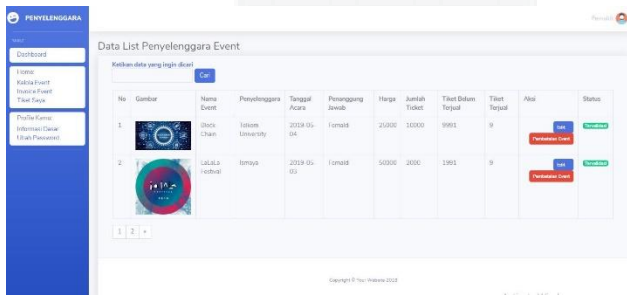 PENYELENGGARA
Dashboard
Home
Kelola Event
Invoice Event
Tiket Saya
Profile Kamu
Informasi Dasar
Ubah Password
Data List Penyelenggara Event
Ketikan data yang ingin dicari
Cari
No Gambar Nama Event Penyelenggara Tanggal Acara Penanggung Jawab Harga Jumlah Ticket Tiket Belum Terjual Tiket Terjual Aksi Status
1 Block Chain Telkom University 2019-05-04 25000 10000 9991 9 Edit Pembatalan Event
2 LaLaLa Festival Ismaya 2019-05-03 50000 2000 1991 9 Edit Pembatalan Event
1 2 »
Copyright © Your Website 2019